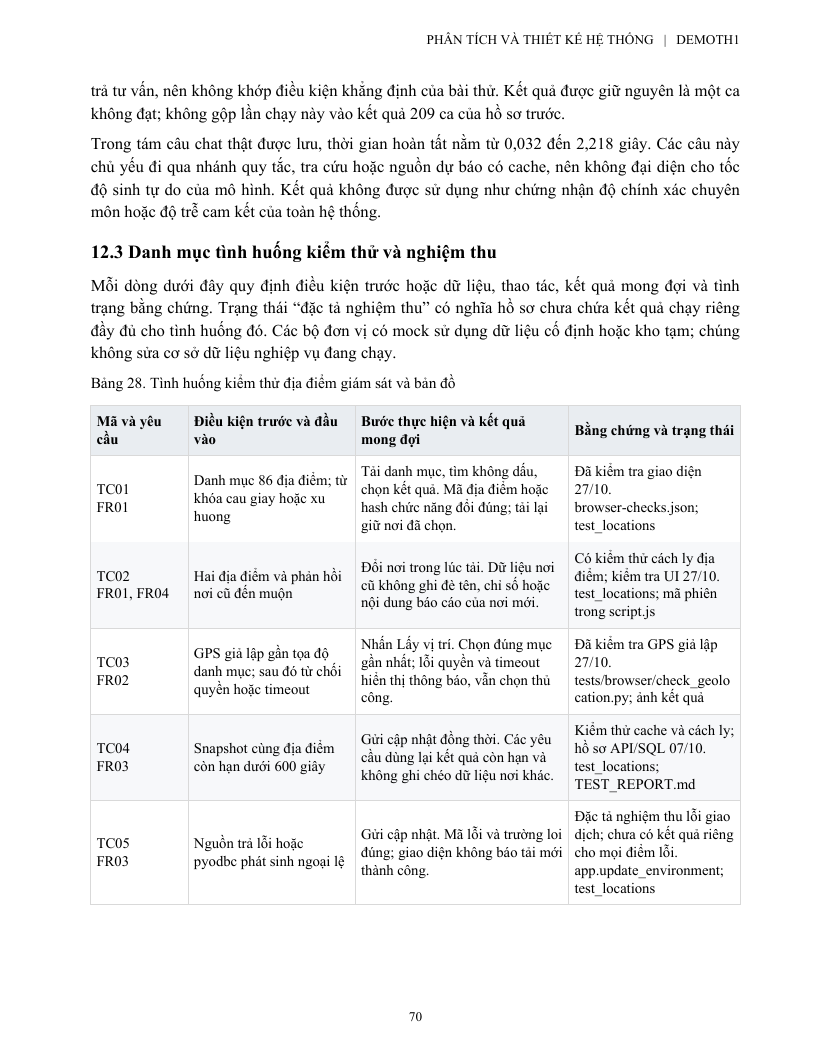 PHÂN TÍCH VÀ THIẾT KẾ HỆ THỐNG | DEMOTH1
trả tư vấn, nên không khớp điều kiện khẳng định của bài thử. Kết quả được giữ nguyên là một ca
không đạt; không gộp lần chạy này vào kết quả 209 ca của hồ sơ trước.
Trong tám câu chat thật được lưu, thời gian hoàn tất nằm từ 0,032 đến 2,218 giây. Các câu này
chủ yếu đi qua nhánh quy tắc, tra cứu hoặc nguồn dự báo có cache, nên không đại diện cho tốc
độ sinh tự do của mô hình. Kết quả không được sử dụng như chứng nhận độ chính xác chuyên
môn hoặc độ trễ cam kết của toàn hệ thống.
12.3 Danh mục tình huống kiểm thử và nghiệm thu
Mỗi dòng dưới đây quy định điều kiện trước hoặc dữ liệu, thao tác, kết quả mong đợi và tình
trạng bằng chứng. Trạng thái “đặc tả nghiệm thu” có nghĩa hồ sơ chưa chứa kết quả chạy riêng
đầy đủ cho tình huống đó. Các bộ đơn vị có mock sử dụng dữ liệu cố định hoặc kho tạm; chúng
không sửa cơ sở dữ liệu nghiệp vụ đang chạy.
Bảng 28. Tình huống kiểm thử địa điểm giám sát và bản đồ
Mã và yêu
cầu
Điều kiện trước và đầu
vào
Bước thực hiện và kết quả
mong đợi
Bằng chứng và trạng thái
TC01
FR01
Danh mục 86 địa điểm; từ
khóa cau giay hoặc xu
huong
Tải danh mục, tìm không dấu,
chọn kết quả. Mã địa điểm hoặc
hash chức năng đổi đúng; tải lại
giữ nơi đã chọn.
Đã kiểm tra giao diện
27/10.
browser-checks.json;
test_locations
TC02
FR01, FR04
Hai địa điểm và phản hồi
nơi cũ đến muộn
Đổi nơi trong lúc tải. Dữ liệu nơi
cũ không ghi đè tên, chỉ số hoặc
nội dung báo cáo của nơi mới.
Có kiểm thử cách ly địa
điểm; kiểm tra UI 27/10.
test_locations; mã phiên
trong script.js
TC03
FR02
GPS giả lập gần tọa độ
danh mục; sau đó từ chối
quyền hoặc timeout
Nhấn Lấy vị trí. Chọn đúng mục
gần nhất; lỗi quyền và timeout
hiển thị thông báo, vẫn chọn thủ
công.
Đã kiểm tra GPS giả lập
27/10.
tests/browser/check_geolo
cation.py; ảnh kết quả
TC04
FR03
Snapshot cùng địa điểm
còn hạn dưới 600 giây
Gửi cập nhật đồng thời. Các yêu
cầu dùng lại kết quả còn hạn và
không ghi chéo dữ liệu nơi khác.
Kiểm thử cache và cách ly;
hồ sơ API/SQL 07/10.
test_locations;
TEST_REPORT.md
TC05
FR03
Nguồn trả lỗi hoặc
pyodbc phát sinh ngoại lệ
Gửi cập nhật. Mã lỗi và trường loi
đúng; giao diện không báo tải mới
thành công.
Đặc tả nghiệm thu lỗi giao
dịch; chưa có kết quả riêng
cho mọi điểm lỗi.
app.update_environment;
test_locations
70